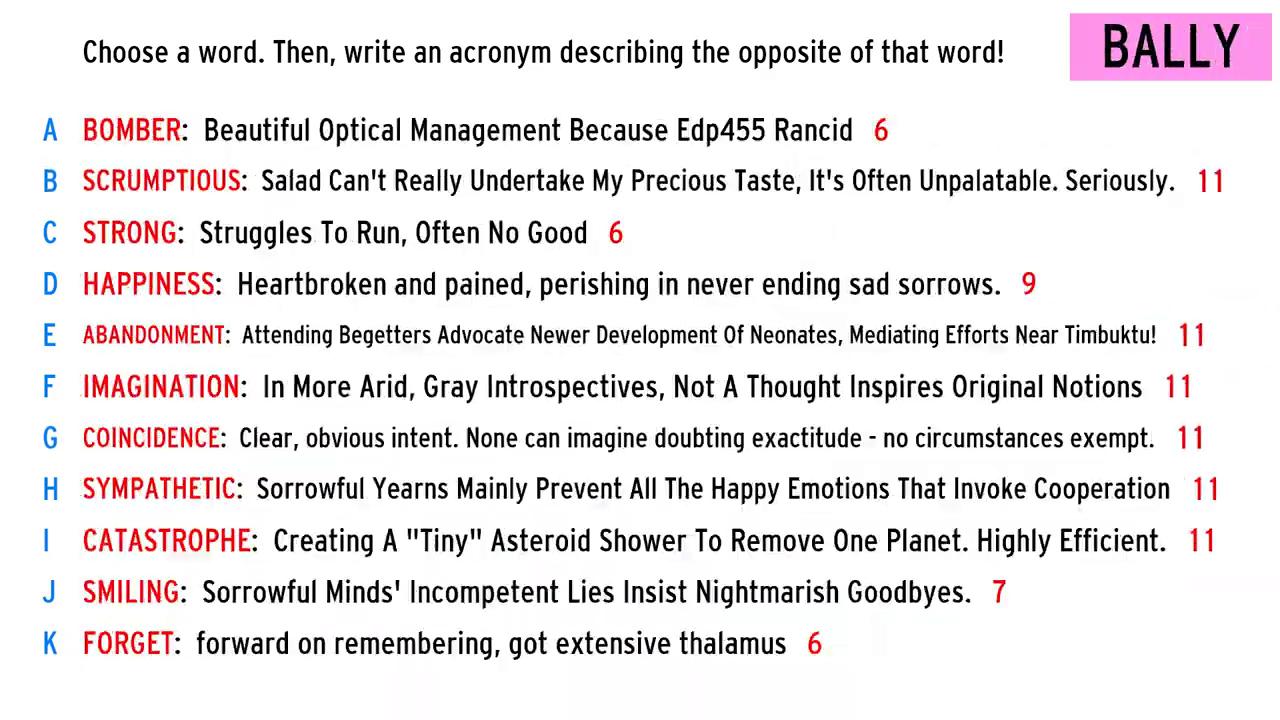 Choose a word. Then, write an acronym describing the opposite of that word!
BALLY
A BOMBER: Beautiful Optical Management Because Edp455 Rancid 6
B SCRUMPTIOUS: Salad Can't Really Undertake My Precious Taste, It's Often Unpalatable. Seriously. 11
C STRONG: Struggles To Run, Often No Good 6
D HAPPINESS: Heartbroken and pained, perishing in never ending sad sorrows. 9
E ABANDONMENT: Attending Begetters Advocate Newer Development Of Neonates, Mediating Efforts Near Timbuktu! 11
F IMAGINATION: In More Arid, Gray Introspectives, Not A Thought Inspires Original Notions 11
G COINCIDENCE: Clear, obvious intent. None can imagine doubting exactitude - no circumstances exempt. 11
H SYMPATHETIC: Sorrowful Yearns Mainly Prevent All The Happy Emotions That Invoke Cooperation 11
I CATASTROPHE: Creating A "Tiny" Asteroid Shower To Remove One Planet. Highly Efficient. 11
J SMILING: Sorrowful Minds' Incompetent Lies Insist Nightmarish Goodbyes. 7
K FORGET: forward on remembering, got extensive thalamus 6